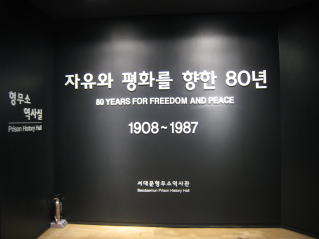 자유와 평화를 향한 80년
80 YEARS FOR FREEDOM AND PEACE
1908~1987
서대문형무소역사관
Seodaemun Prison History Hall
형무소
역사실
Prison History Hall